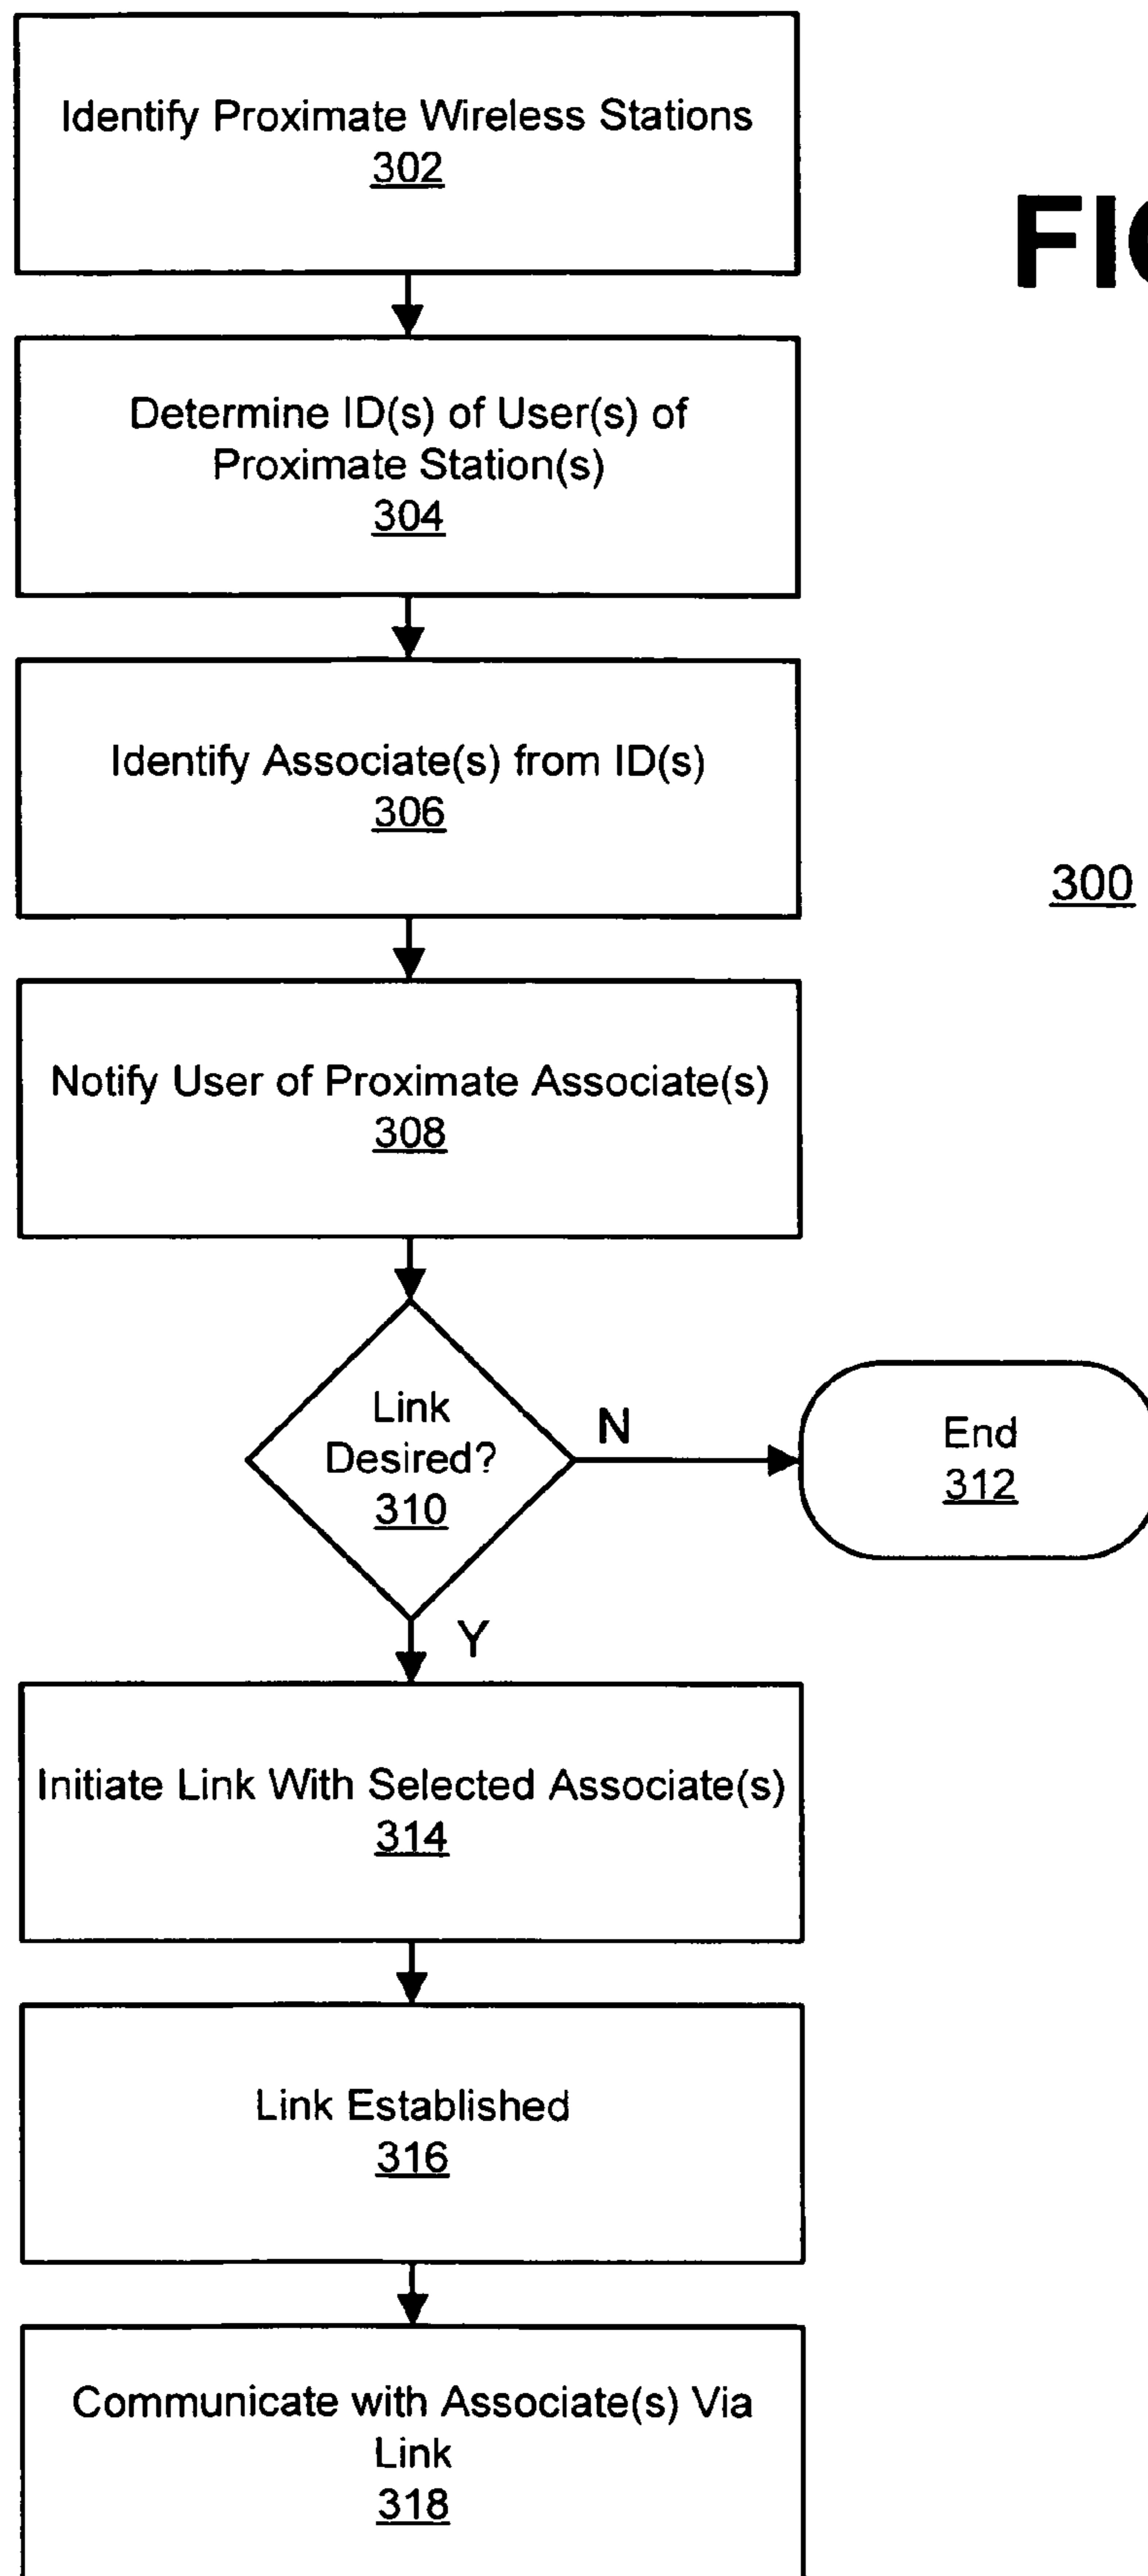 Identify Proximate Wireless Stations
302
Determine ID(s) of User(s) of
Proximate Station(s)
304
Identify Associate(s) from ID(s)
306
300
Notify User of Proximate Associate(s)
308
Link
Desired?
310
N
End
312
Y
Initiate Link With Selected Associate(s)
314
Link Established
316
Communicate with Associate(s) Via
Link
318